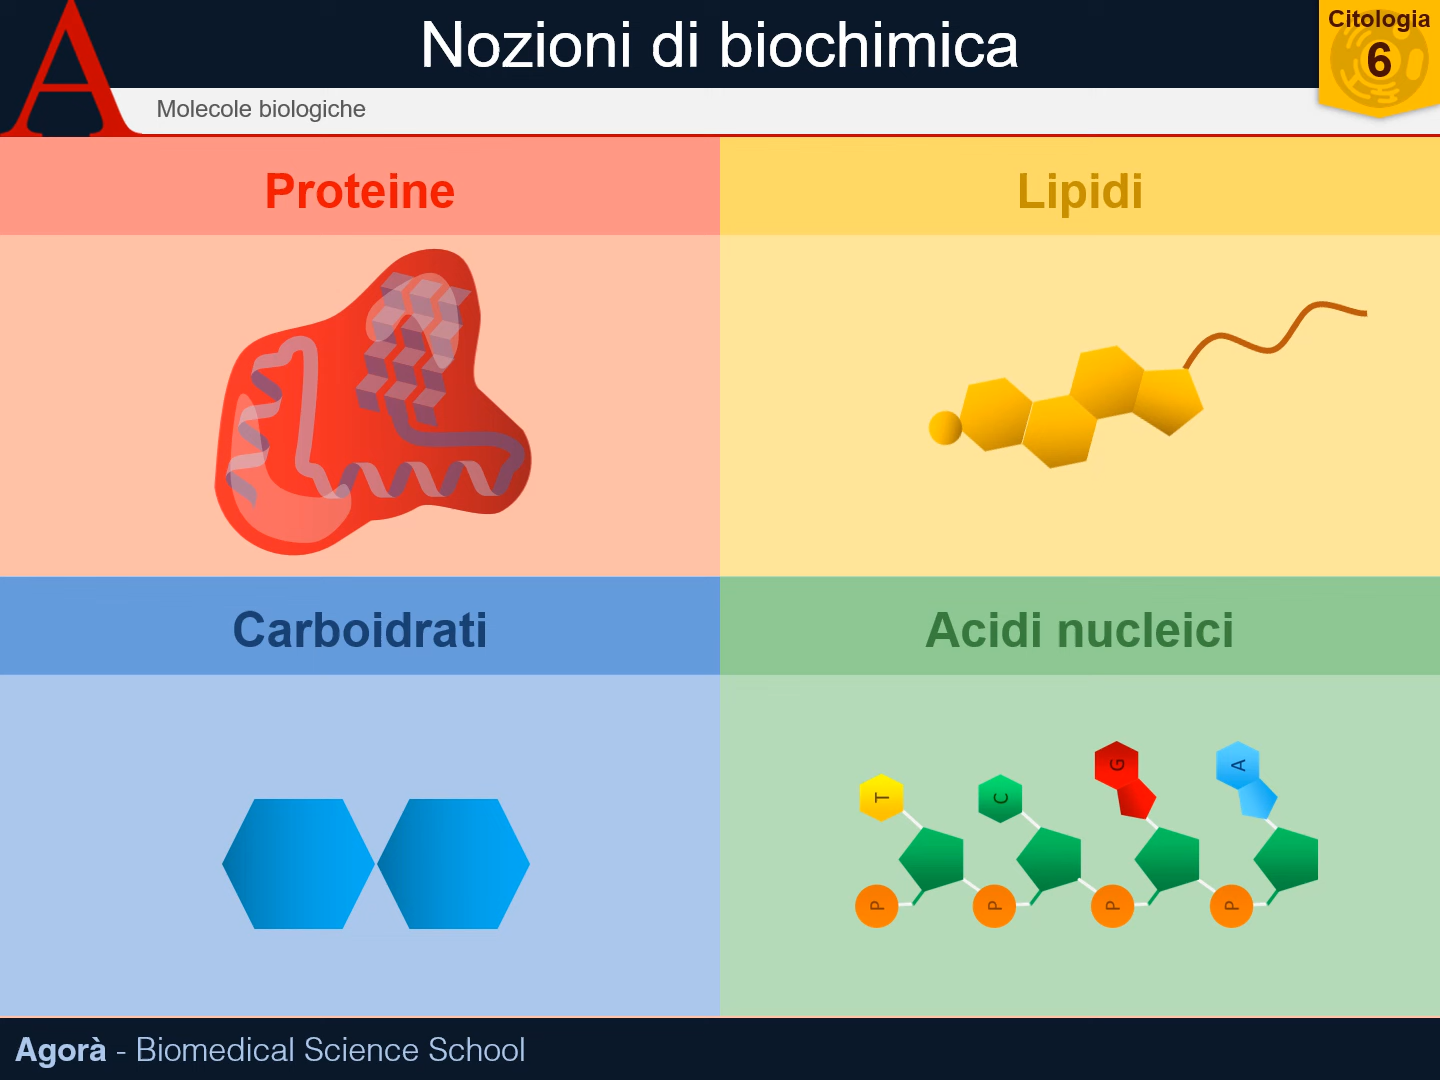 A
Nozioni di biochimica
Citologia
6
Molecole biologiche
Proteine
Lipidi
Carboidrati
Acidi nucleici
T
C
G
A
P
P
P
P
Agorà - Biomedical Science School